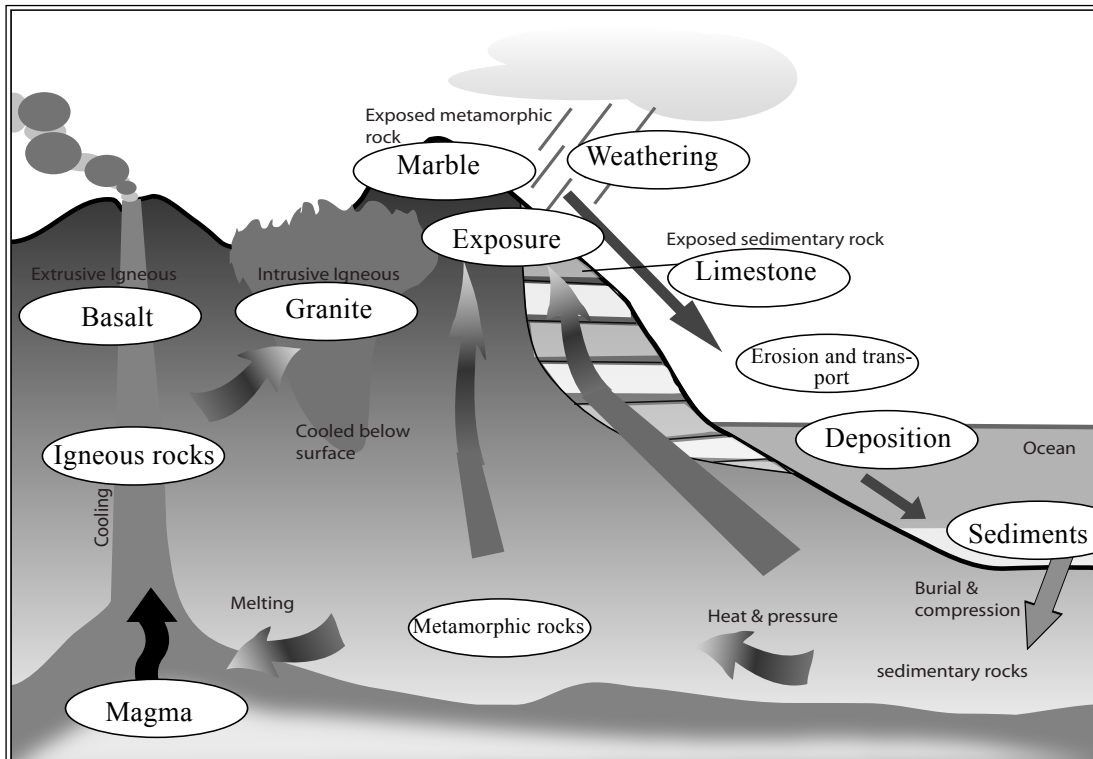 Exposed metamorphic
rock
Marble
Weathering
Exposure
Exposed sedimentary rock
Limestone
Extrusive Igneous
Basalt
Intrusive Igneous
Granite
Erosion and trans-
port
Cooled below
surface
Deposition
Ocean
Igneous rocks
Cooling
Sediments
Melting
Metamorphic rocks
Heat & pressure
Burial &
compression
sedimentary rocks
Magma